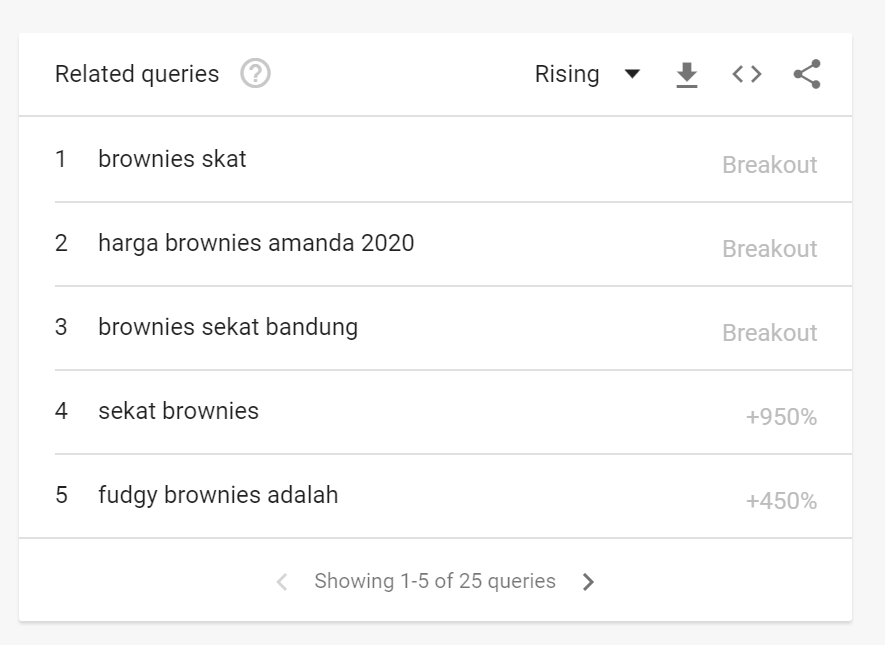 Related queries ? Rising
1 brownies skat Breakout
2 harga brownies amanda 2020 Breakout
3 brownies sekat bandung Breakout
4 sekat brownies +950%
5 fudgy brownies adalah +450%
Showing 1-5 of 25 queries